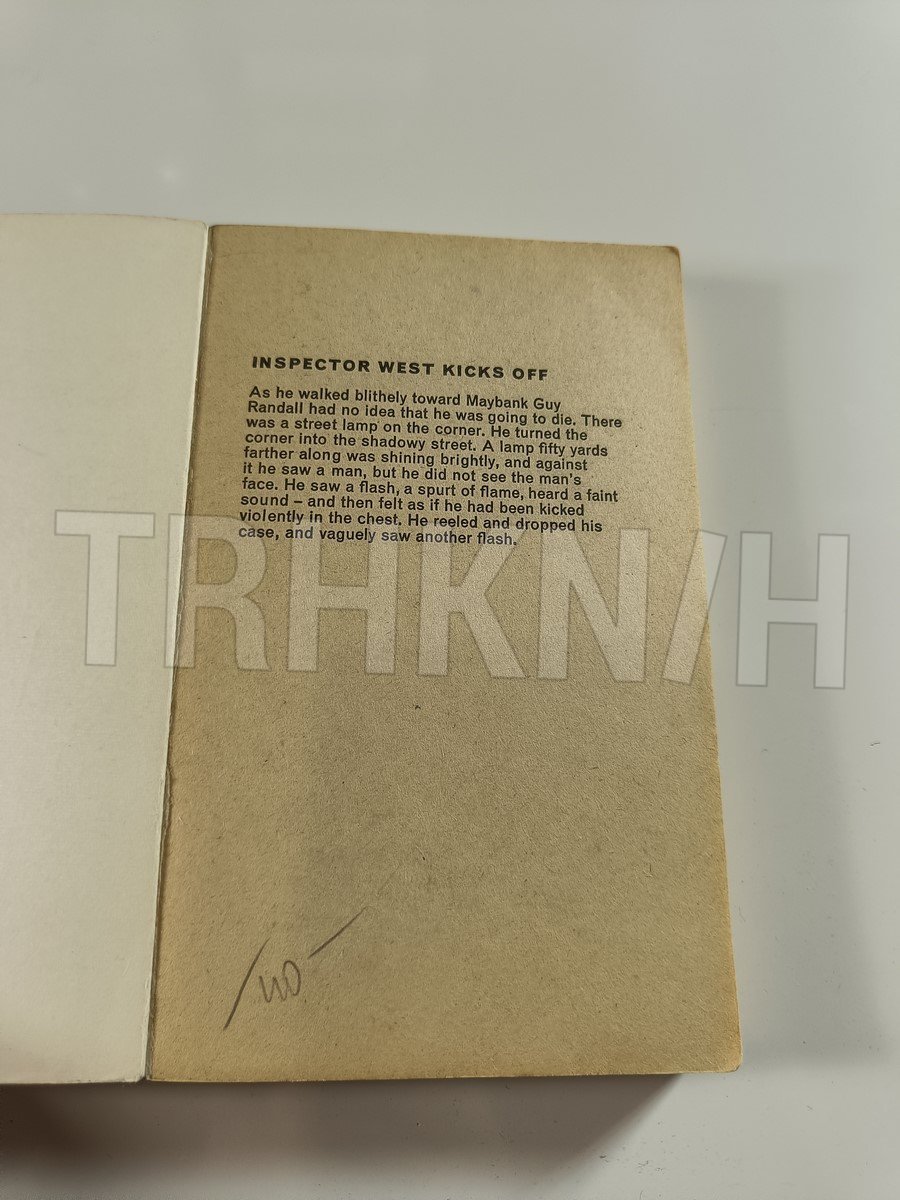 INSPECTOR WEST KICKS OFF
As he walked blithely toward Maybank Guy
Randall had no idea that he was going to die. There
was a street lamp on the corner. He turned the
corner into the shadowy street. A lamp fifty yards
farther along was shining brightly, and against
it he saw a man, but he did not see the man's
face. He saw a flash, a spurt of flame, heard a faint
sound – and then felt as if he had been kicked
violently in the chest. He reeled and dropped his
case, and vaguely saw another flash.
TRHKN/H